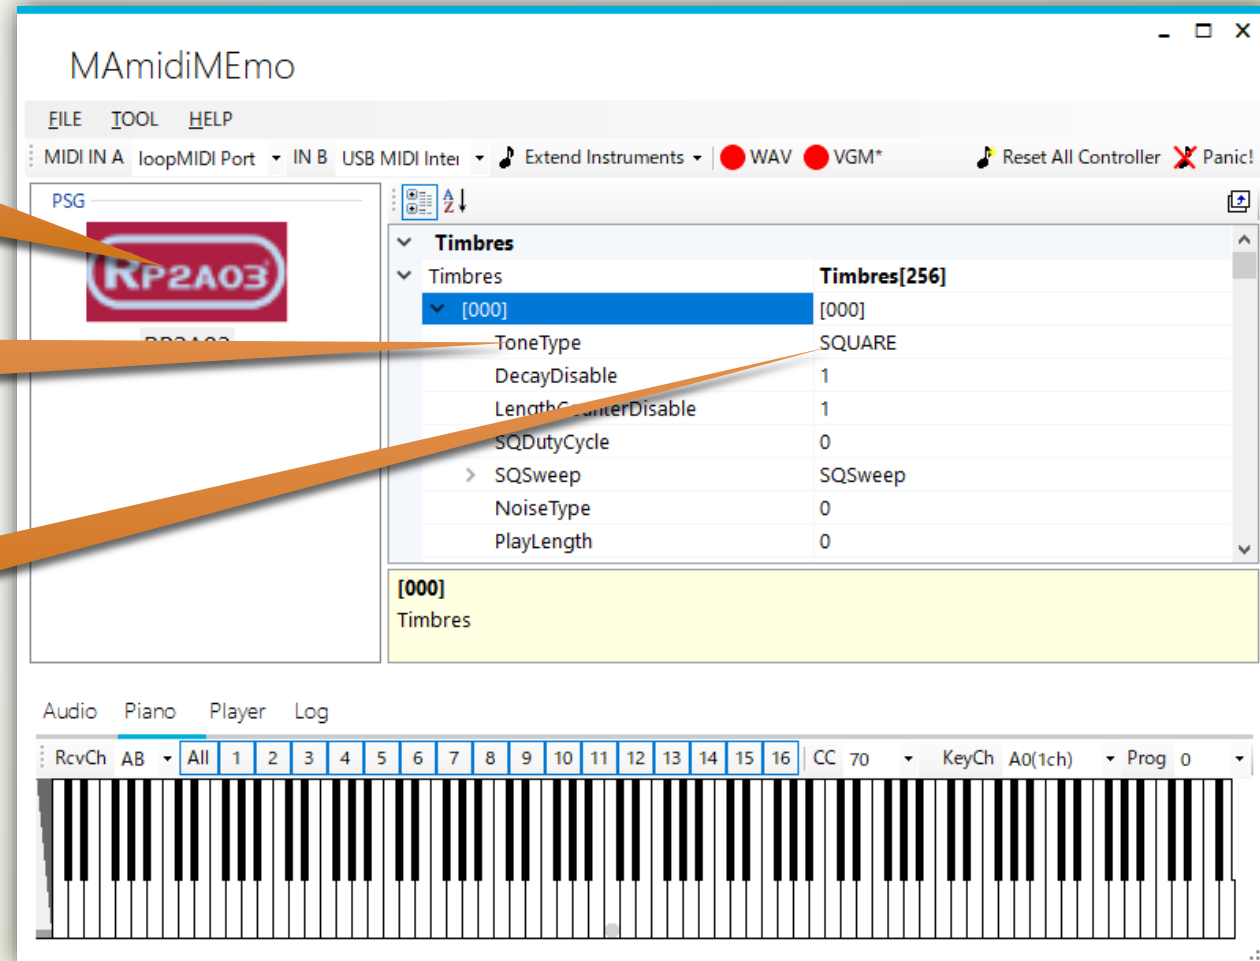 MAmidiMEmo
FILE TOOL HELP
MIDI IN A loopMIDI Port IN B USB MIDI Inte Extend Instruments WAV VGM* Reset All Controller Panic!
PSG
RP2A03
RP2A03
Timbres
Timbres Timbres[256]
[000] [000]
ToneType SQUARE
DecayDisable 1
LengthCounterDisable 1
SQDutyCycle 0
SQSweep SQSweep
NoiseType 0
PlayLength 0
[000]
Timbres
Audio Piano Player Log
RcvCh AB All 1 2 3 4 5 6 7 8 9 10 11 12 13 14 15 16 CC 70 KeyCh A0(1ch) Prog 0